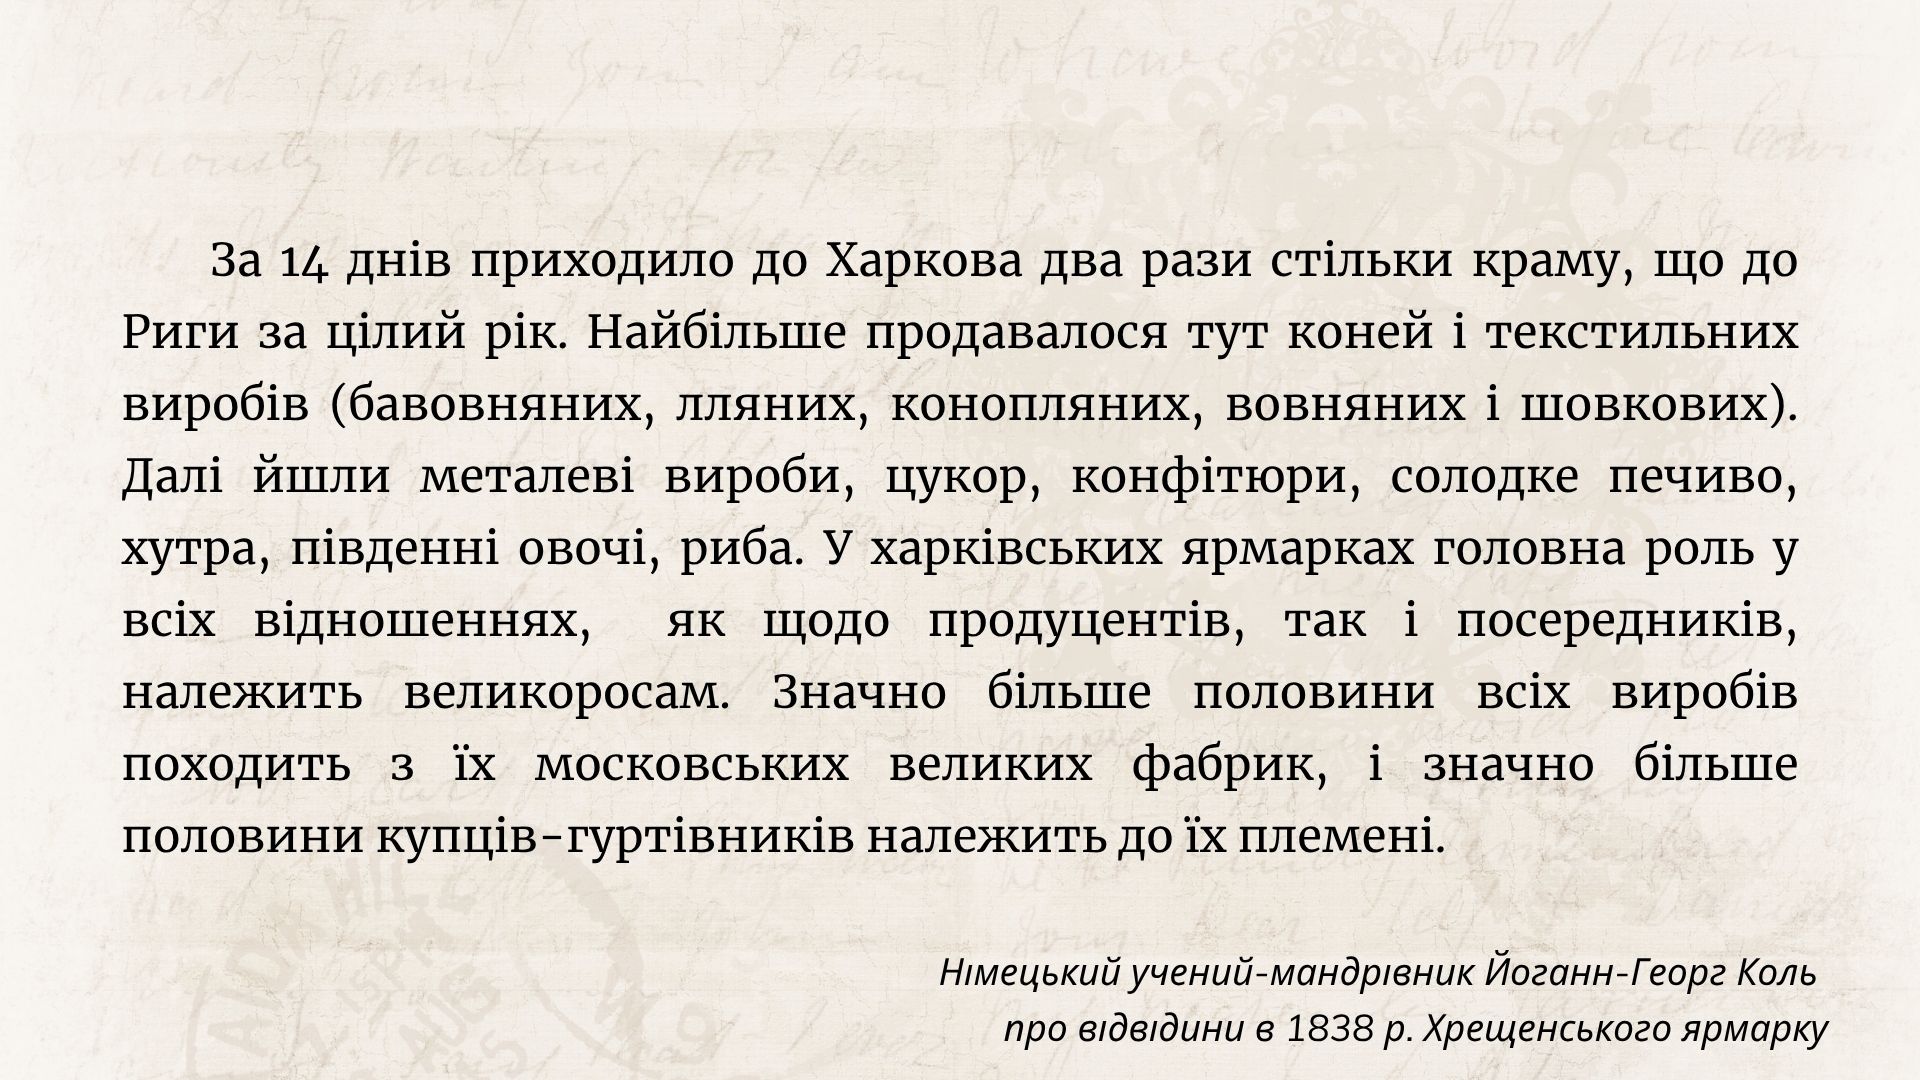 За 14 днів приходило до Харкова два рази стільки краму, що до
Риги за цілий рік. Найбільше продавалося тут коней і текстильних
виробів (бавовняних, лляних, конопляних, вовняних і шовкових).
Далі йшли металеві вироби, цукор, конфітюри, солодке печиво,
хутра, південні овочі, риба. У харківських ярмарках головна роль у
всіх відношеннях, як щодо продуцентів, так і посередників,
належить великоросам. Значно більше половини всіх виробів
походить з їх московських великих фабрик, і значно більше
половини купців-гуртівників належить до їх племені.
Німецький учений-мандрівник Йоганн-Георг Коль
про відвідини в 1838 р. Хрещенського ярмарку